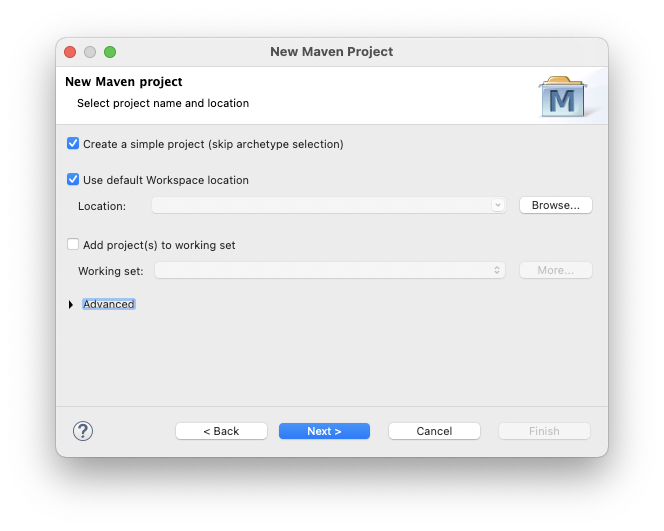 New Maven Project
New Maven project
Select project name and location
M
Create a simple project (skip archetype selection)
Use default Workspace location
Location:
Browse...
Add project(s) to working set
Working set:
More...
Advanced
?
< Back
Next >
Cancel
Finish